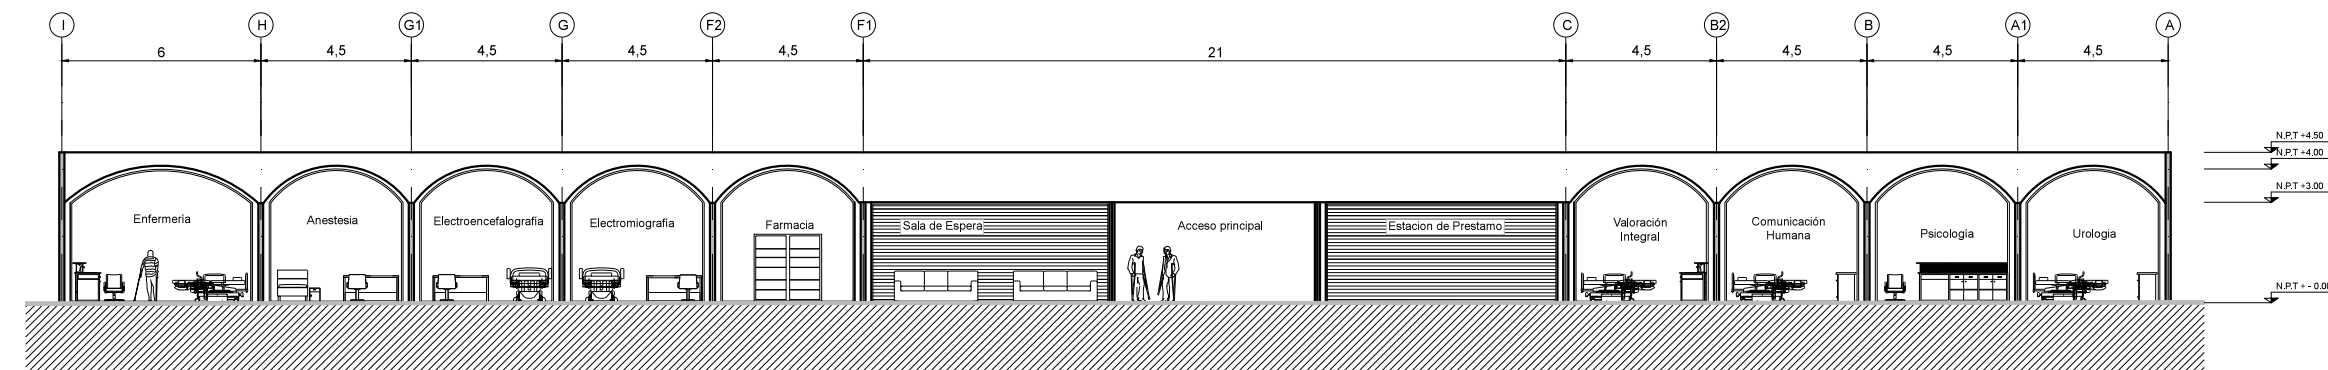 I H G1 G F2 F1 C B2 B A1 A
6 4,5 4,5 4,5 4,5 21 4,5 4,5 4,5 4,5
N.P.T +4.50
N.P.T +4.00
N.P.T +3.00
Enfermería
Anestesia
Electroencefalografía
Electromiografía
Farmacia
Sala de Espera
Acceso principal
Estacion de Prestamo
Valoración
Integral
Comunicación
Humana
Psicología
Urologia
N.P.T + - 0.00